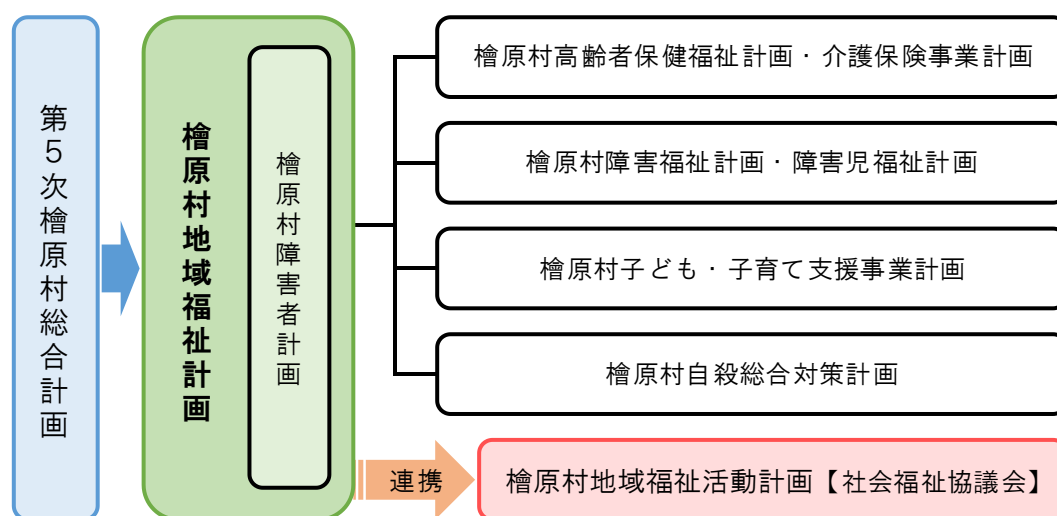 第5次檜原村総合計画
檜原村地域福祉計画
檜原村障害者計画
檜原村高齢者保健福祉計画・介護保険事業計画
檜原村障害福祉計画・障害児福祉計画
檜原村子ども・子育て支援事業計画
檜原村自殺総合対策計画
連携
檜原村地域福祉活動計画【社会福祉協議会】